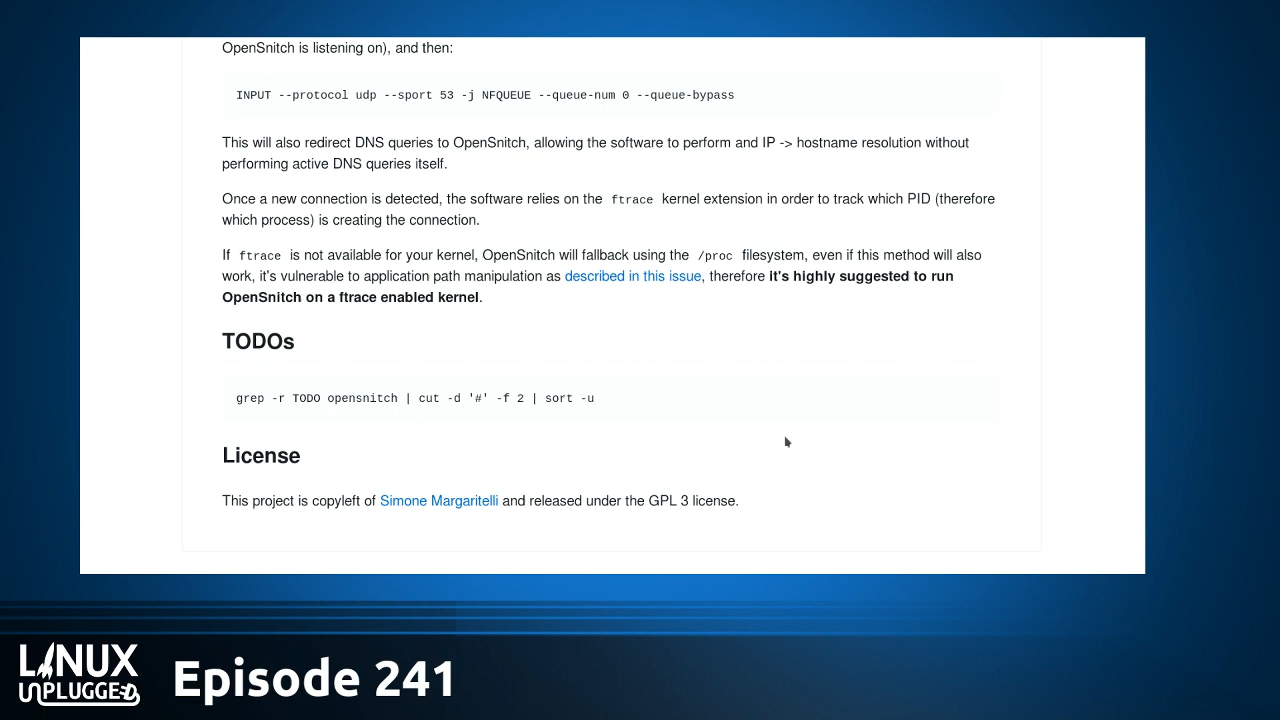 OpenSnitch is listening on), and then:
INPUT --protocol udp --sport 53 -j NFQUEUE --queue-num 0 --queue-bypass
This will also redirect DNS queries to OpenSnitch, allowing the software to perform and IP -> hostname resolution without
performing active DNS queries itself.
Once a new connection is detected, the software relies on the ftrace kernel extension in order to track which PID (therefore
which process) is creating the connection.
If ftrace is not available for your kernel, OpenSnitch will fallback using the /proc filesystem, even if this method will also
work, it's vulnerable to application path manipulation as described in this issue, therefore it's highly suggested to run
OpenSnitch on a ftrace enabled kernel.
TODOs
grep -r TODO opensnitch | cut -d '#' -f 2 | sort -u
License
This project is copyleft of Simone Margaritelli and released under the GPL 3 license.
LINUX
UNPLUGGED
Episode 241